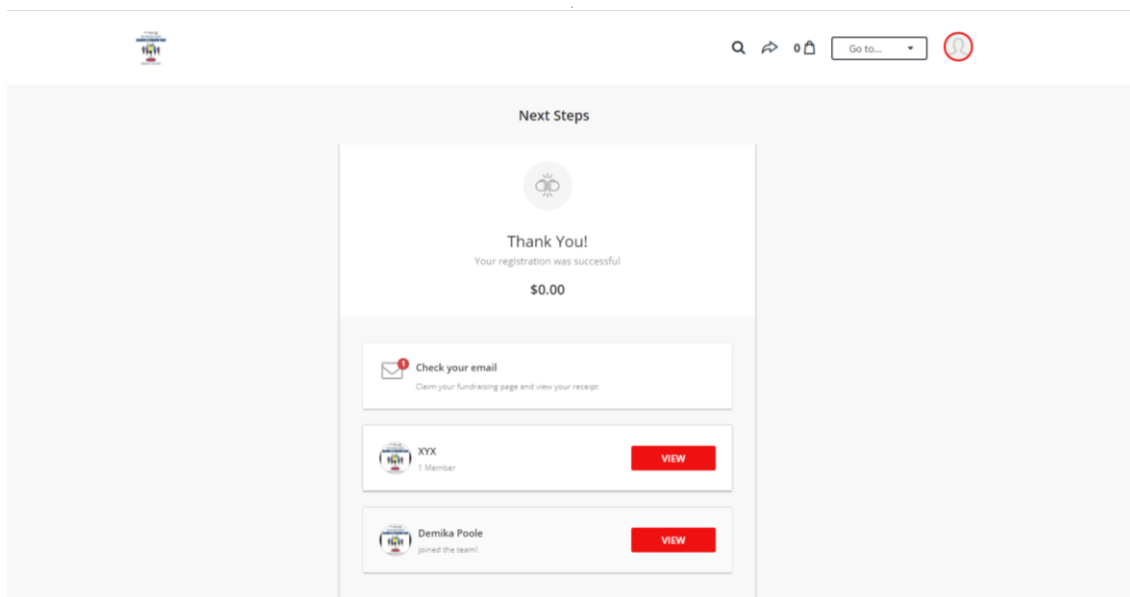 0
Go to...
Next Steps
Thank You!
Your registration was successful
$0.00
1
Check your email
Claim your fundraising page and view your receipt
XYX
1 Member
VIEW
Demika Poole
joined the team!
VIEW